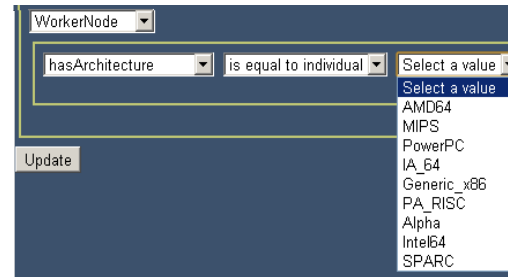 WorkerNode
hasArchitecture is equal to individual Select a value
Select a value
AMD64
MIPS
PowerPC
Update
IA_64
Generic_x86
PA_RISC
Alpha
Intel64
SPARC